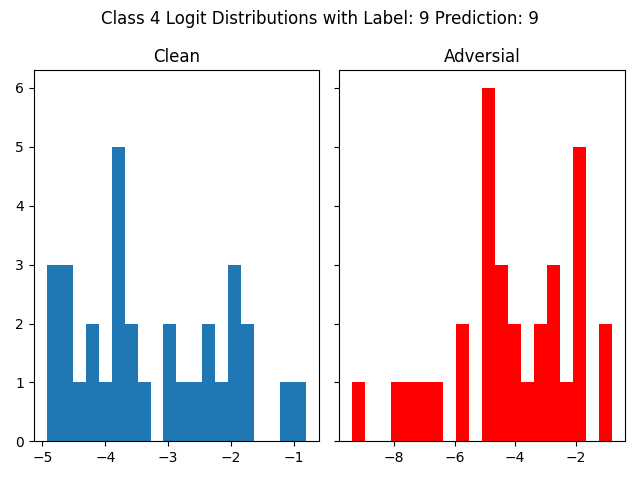 Class 4 Logit Distributions with Label: 9 Prediction: 9
Clean
Adversial
6
5
4
3
2
1
0
−5 −4 −3 −2 −1
−8 −6 −4 −2